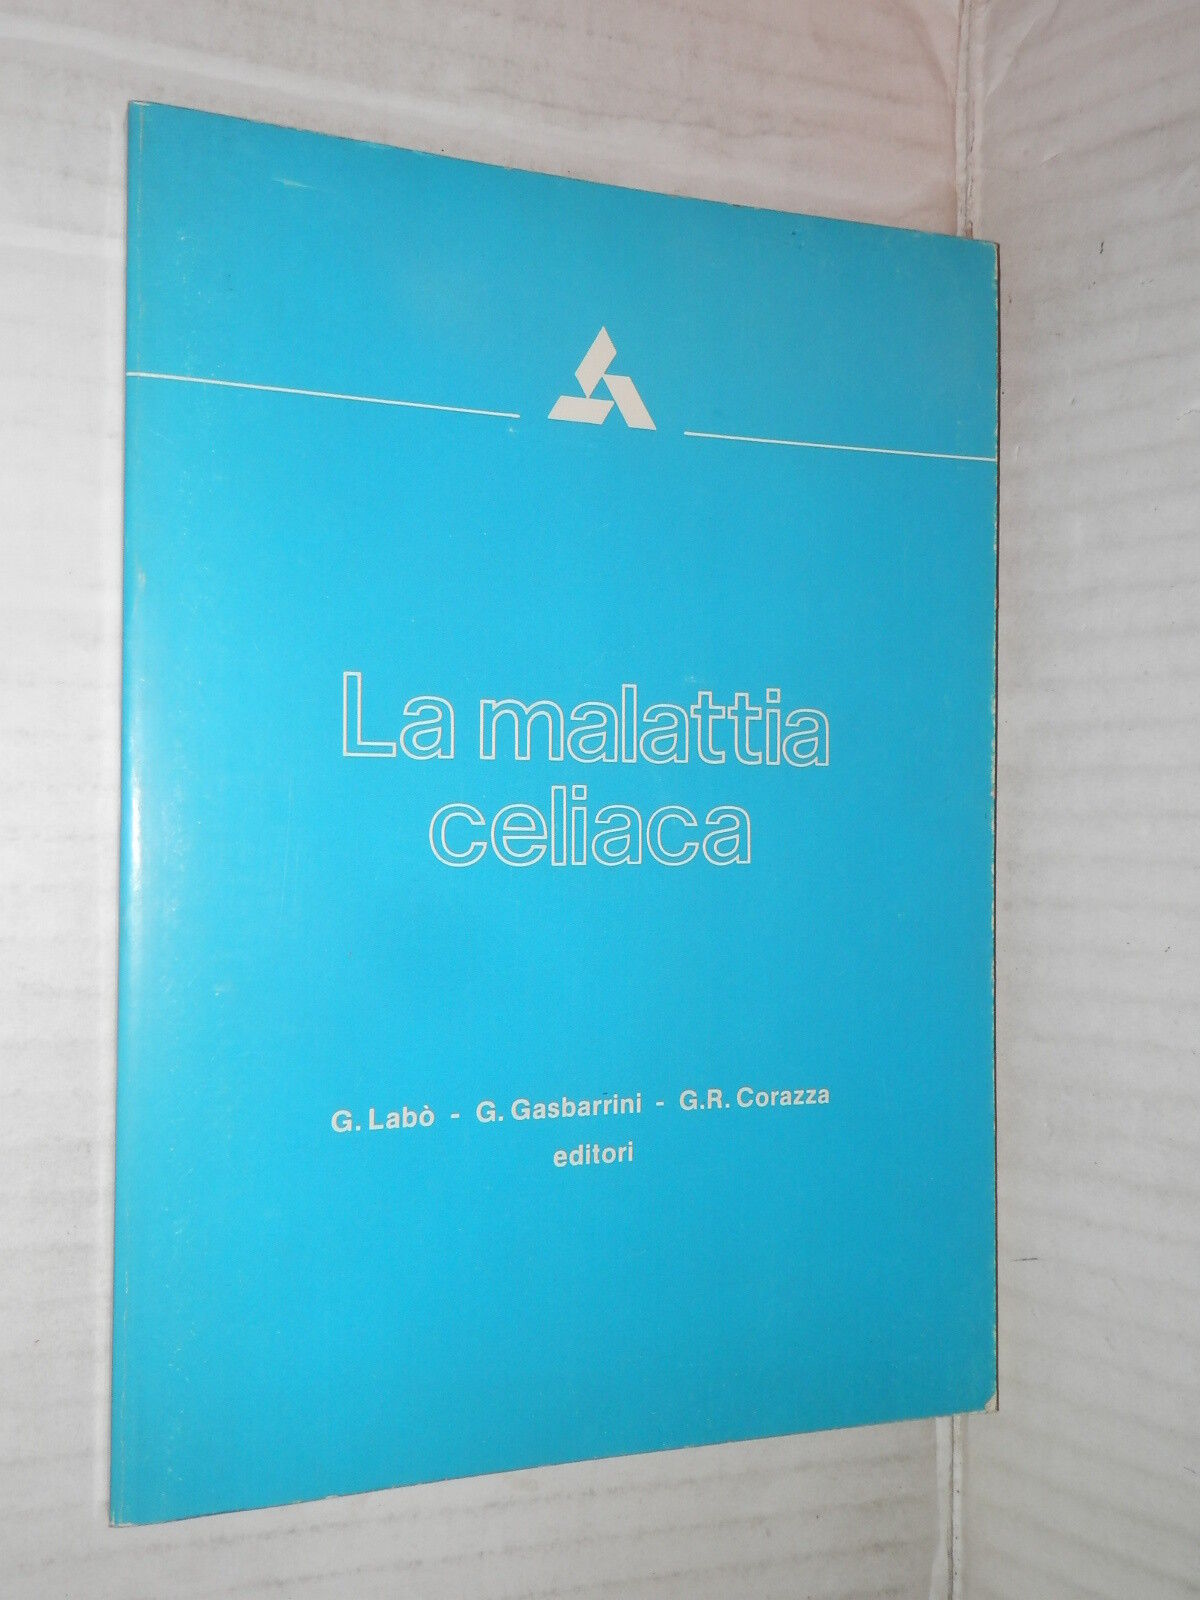 La malattia
celiaca
G. Labò - G. Gasbarrini - G.R. Corazza
editori